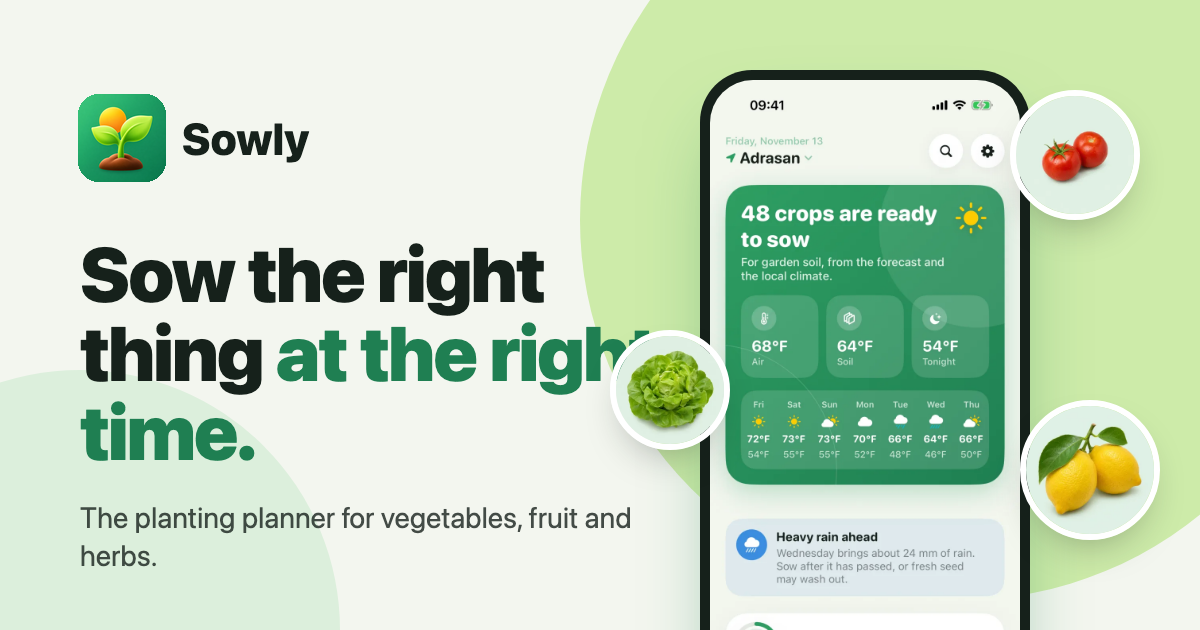 Sowly
Sow the right
thing at the right
time.
The planting planner for vegetables, fruit and
herbs.
09:41
Friday, November 13
Adrasan
48 crops are ready
to sow
For garden soil, from the forecast and
the local climate.
68°F
Air
64°F
Soil
54°F
Tonight
Fri Sat Sun Mon Tue Wed Thu
72°F 73°F 73°F 70°F 66°F 64°F 66°F
54°F 55°F 55°F 52°F 48°F 46°F 50°F
Heavy rain ahead
Wednesday brings about 24 mm of rain.
Sow after it has passed, or fresh seed
may wash out.